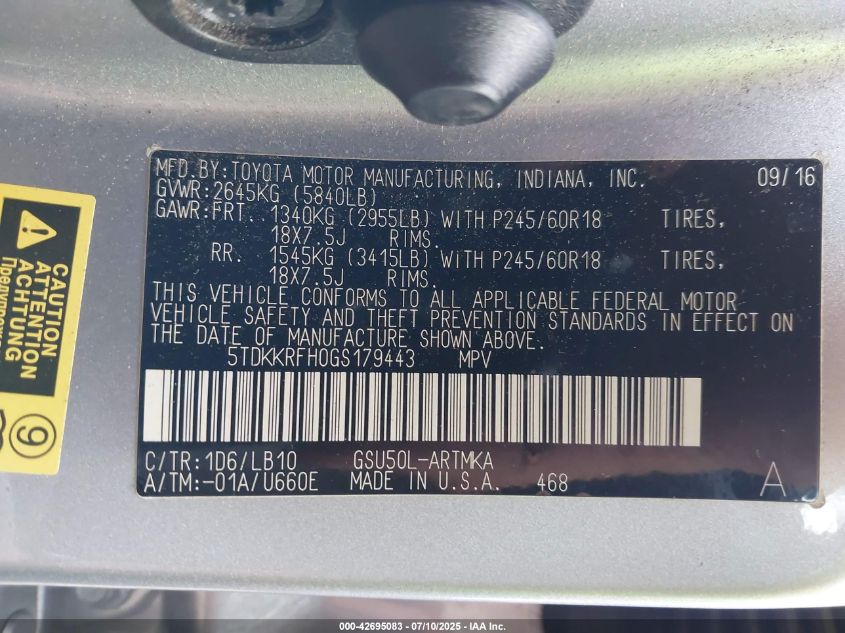 MFD.BY:TOYOTA MOTOR MANUFACTURING, INDIANA, INC. 09/16
GVWR:2645KG (5840LB)
GAWR:FRT. 1340KG (2955LB) WITH P245/60R18 TIRES,
18X7.5J RIMS.
RR. 1545KG (3415LB) WITH P245/60R18 TIRES,
18X7.5J RIMS.
THIS VEHICLE CONFORMS TO ALL APPLICABLE FEDERAL MOTOR
VEHICLE SAFETY AND THEFT PREVENTION STANDARDS IN EFFECT ON
THE DATE OF MANUFACTURE SHOWN ABOVE.
5TDKKRFH0GS179443 MPV
C/TR:1D6/LB10 GSU50L-ARTMKA
A/TM:-01A/U660E MADE IN U.S.A. 468 A
CAUTION
ATTENTION
ACHTUNG
9
000-42695083 / 07/10/2025 - IAA Inc.